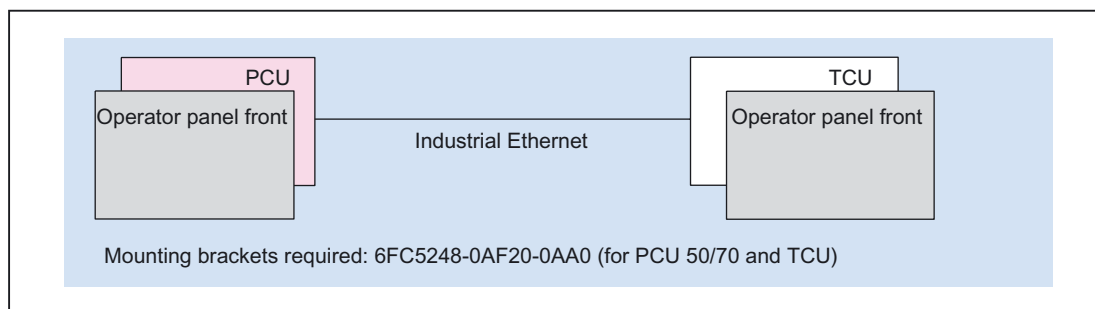 PCU
Operator panel front
Industrial Ethernet
TCU
Operator panel front
Mounting brackets required: 6FC5248-0AF20-0AA0 (for PCU 50/70 and TCU)